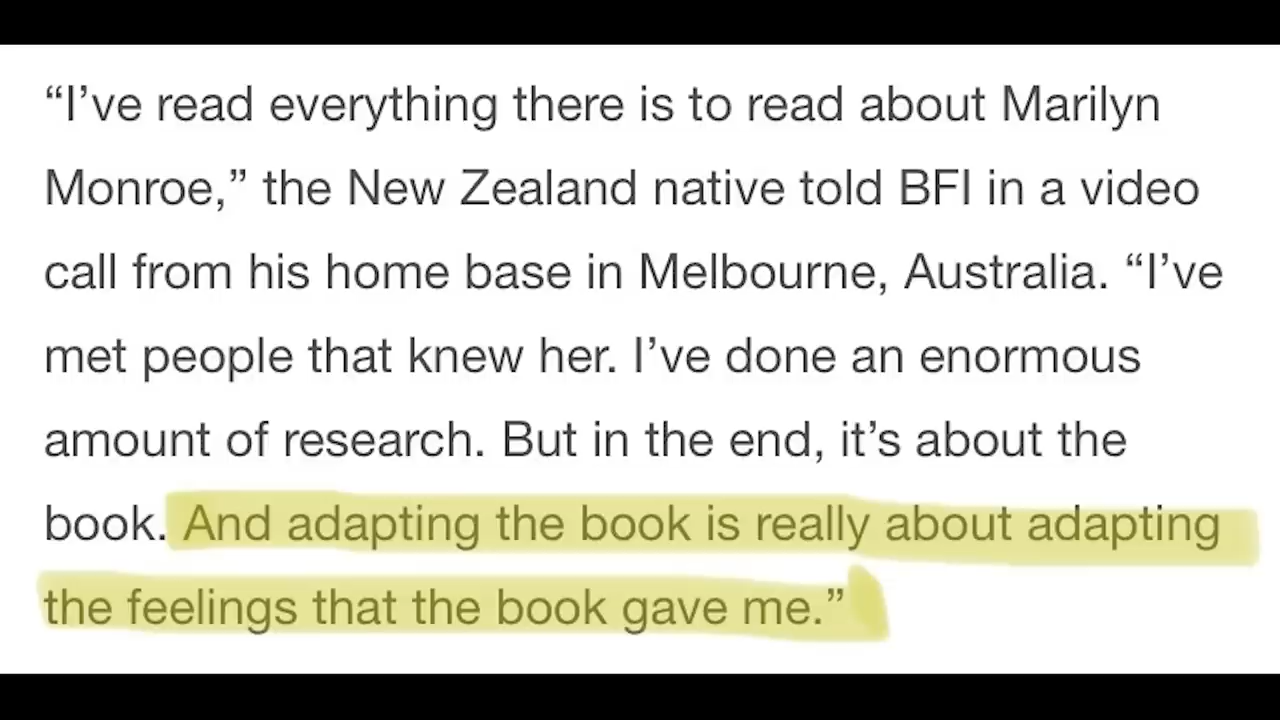 “I’ve read everything there is to read about Marilyn
Monroe,” the New Zealand native told BFI in a video
call from his home base in Melbourne, Australia. “I’ve
met people that knew her. I’ve done an enormous
amount of research. But in the end, it’s about the
book. And adapting the book is really about adapting
the feelings that the book gave me.”